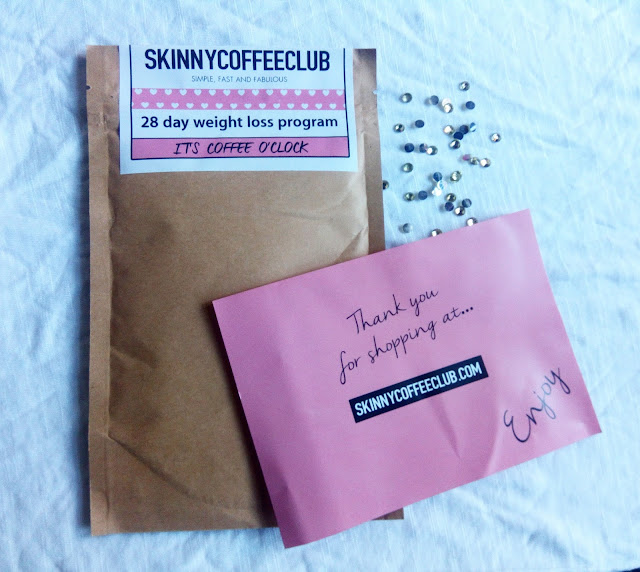 SKINNYCOFFEECLUB
SIMPLE, FAST AND FABULOUS
28 day weight loss program
IT'S COFFEE O'CLOCK
Thank you
for shopping at...
SKINNYCOFFEECLUB.COM
Enjoy